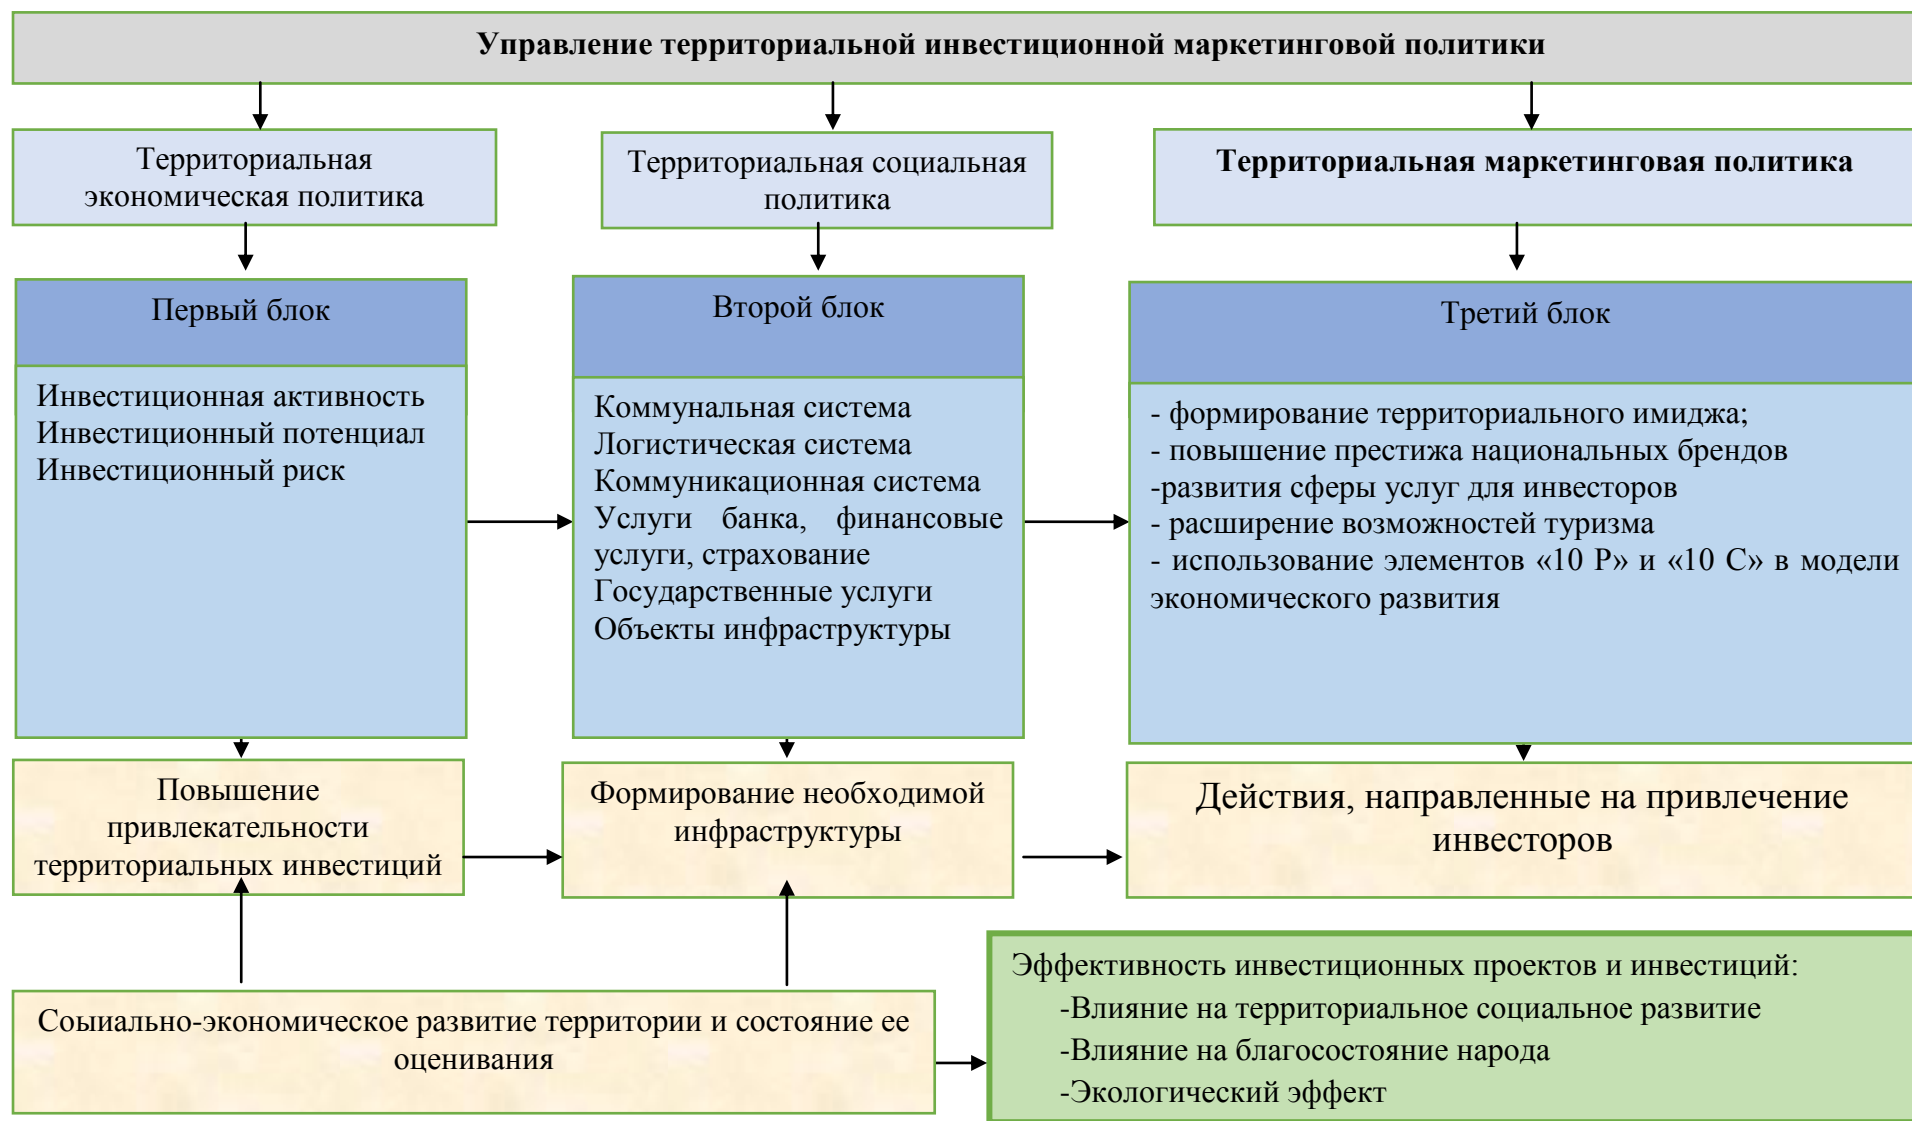 Управление территориальной инвестиционной маркетинговой политики
Территориальная
экономическая политика
Территориальная социальная
политика
Территориальная маркетинговая политика
Первый блок
Второй блок
Третий блок
Инвестиционная активность
Инвестиционный потенциал
Инвестиционный риск
Коммунальная система
Логистическая система
Коммуникационная система
Услуги банка, финансовые
услуги, страхование
Государственные услуги
Объекты инфраструктуры
- формирование территориального имиджа;
- повышение престижа национальных брендов
-развития сферы услуг для инвесторов
- расширение возможностей туризма
- использование элементов «10 Р» и «10 С» в модели
экономического развития
Повышение
привлекательности
территориальных инвестиций
Формирование необходимой
инфраструктуры
Действия, направленные на привлечение
инвесторов
Соыиально-экономическое развитие территории и состояние ее
оценивания
Эффективность инвестиционных проектов и инвестиций:
-Влияние на территориальное социальное развитие
-Влияние на благосостояние народа
-Экологический эффект